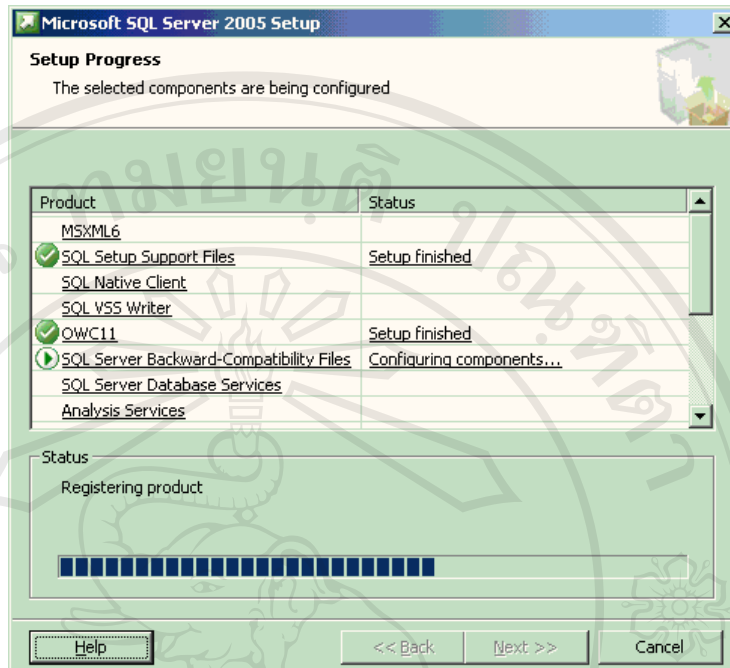 Microsoft SQL Server 2005 Setup
Setup Progress
The selected components are being configured
Product Status
MSXML6
SQL Setup Support Files Setup finished
SQL Native Client
SQL VSS Writer
OWC11 Setup finished
SQL Server Backward-Compatibility Files Configuring components...
SQL Server Database Services
Analysis Services
Status
Registering product
Help << Back Next >> Cancel